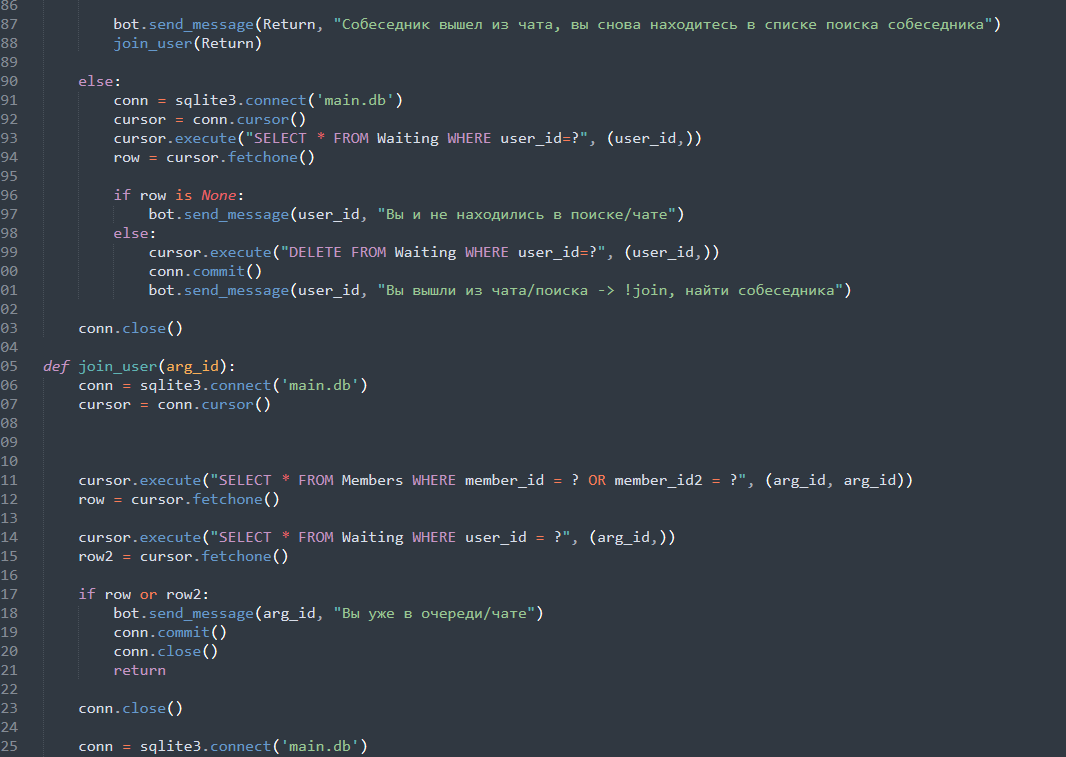 86
87 bot.send_message(Return, "Собеседник вышел из чата, вы снова находитесь в списке поиска собеседника")
88 join_user(Return)
89
90 else:
91 conn = sqlite3.connect('main.db')
92 cursor = conn.cursor()
93 cursor.execute("SELECT * FROM Waiting WHERE user_id=?", (user_id,))
94 row = cursor.fetchone()
95
96 if row is None:
97 bot.send_message(user_id, "Вы и не находились в поиске/чате")
98 else:
99 cursor.execute("DELETE FROM Waiting WHERE user_id=?", (user_id,))
00 conn.commit()
01 bot.send_message(user_id, "Вы вышли из чата/поиска -> !join, найти собеседника")
02
03 conn.close()
04
05 def join_user(arg_id):
06 conn = sqlite3.connect('main.db')
07 cursor = conn.cursor()
08
09
10
11 cursor.execute("SELECT * FROM Members WHERE member_id = ? OR member_id2 = ?", (arg_id, arg_id))
12 row = cursor.fetchone()
13
14 cursor.execute("SELECT * FROM Waiting WHERE user_id = ?", (arg_id,))
15 row2 = cursor.fetchone()
16
17 if row or row2:
18 bot.send_message(arg_id, "Вы уже в очереди/чате")
19 conn.commit()
20 conn.close()
21 return
22
23 conn.close()
24
25 conn = sqlite3.connect('main.db')